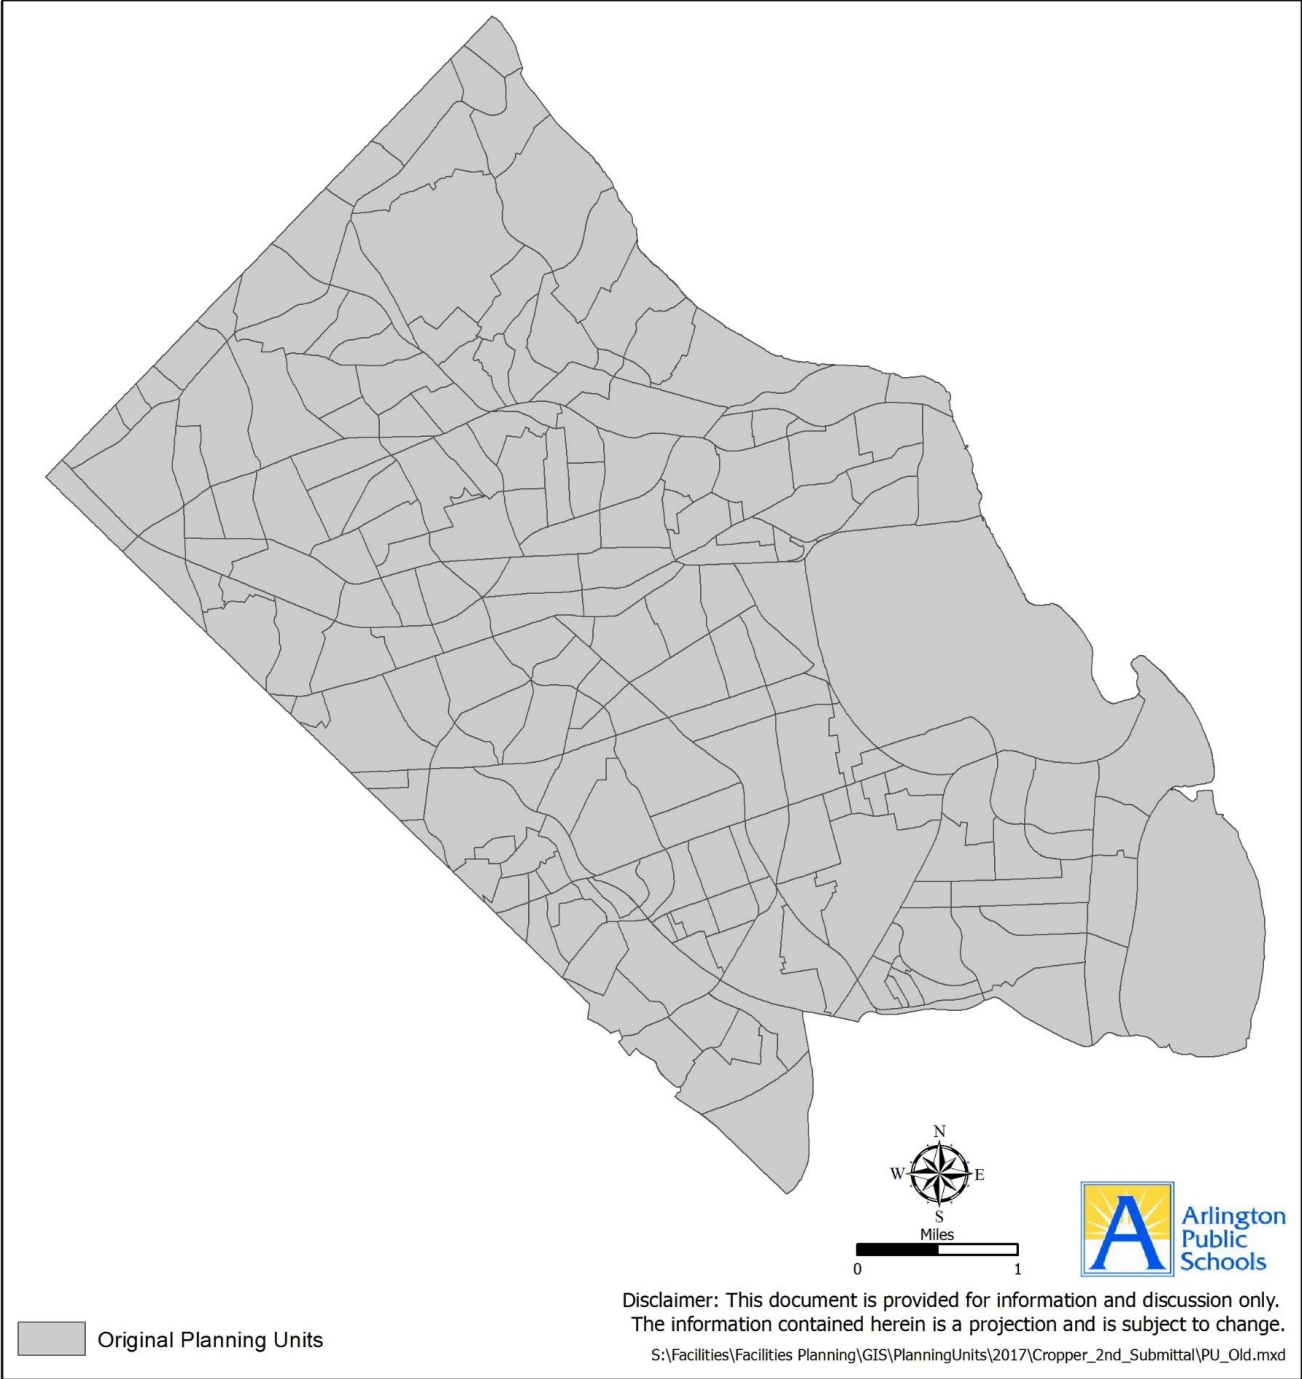 N
W E
S
Miles
0 1
Arlington
Public
Schools
Disclaimer: This document is provided for information and discussion only.
The information contained herein is a projection and is subject to change.
Original Planning Units
S:\Facilities\Facilities Planning\GIS\PlanningUnits\2017\Cropper_2nd_Submittal\PU_Old.mxd